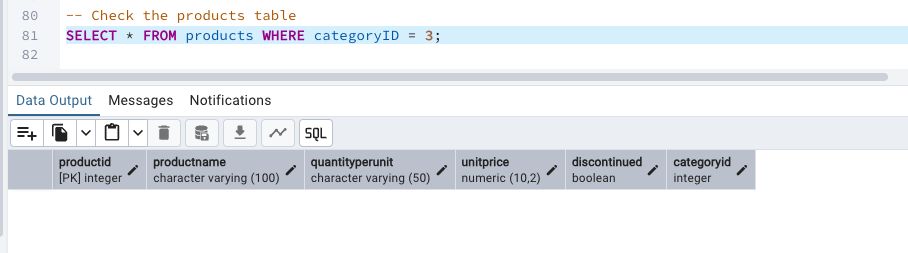 80 -- Check the products table
81 SELECT * FROM products WHERE categoryID = 3;
82
Data Output Messages Notifications
SQL
productid productname quantityperunit unitprice discontinued categoryid
[PK] integer character varying (100) character varying (50) numeric (10,2) boolean integer